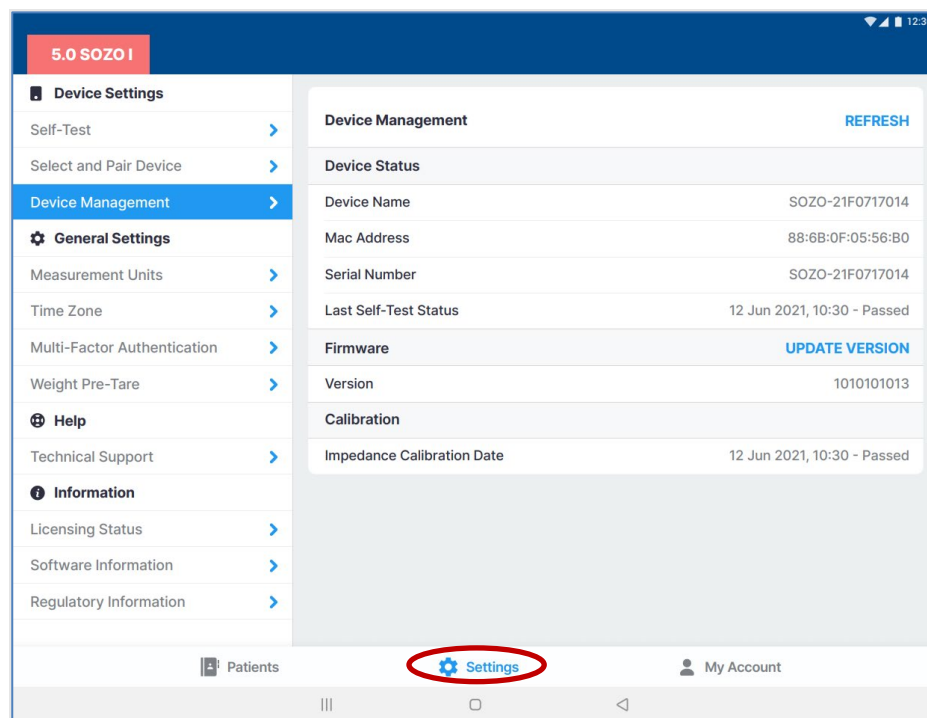 12:3
5.0 SOZO I
Device Settings
Self-Test
Select and Pair Device
Device Management
General Settings
Measurement Units
Time Zone
Multi-Factor Authentication
Weight Pre-Tare
Help
Technical Support
Information
Licensing Status
Software Information
Regulatory Information
Device Management REFRESH
Device Status
Device Name SOZO-21F0717014
Mac Address 88:6B:0F:05:56:B0
Serial Number SOZO-21F0717014
Last Self-Test Status 12 Jun 2021, 10:30 - Passed
Firmware UPDATE VERSION
Version 1010101013
Calibration
Impedance Calibration Date 12 Jun 2021, 10:30 - Passed
Patients Settings My Account